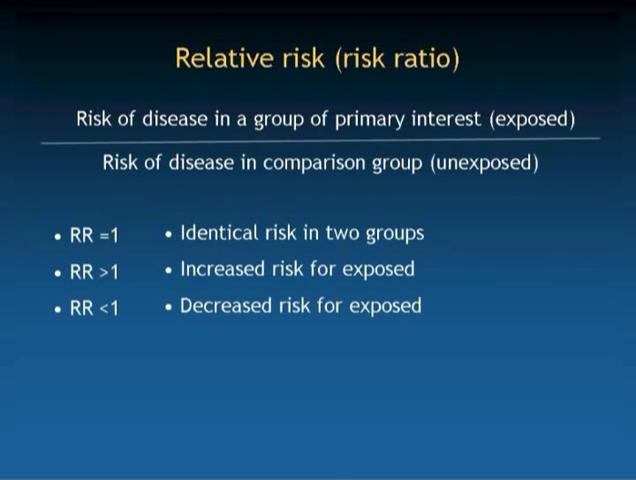 Relative risk (risk ratio)
Risk of disease in a group of primary interest (exposed)
Risk of disease in comparison group (unexposed)
• RR =1 • Identical risk in two groups
• RR >1 • Increased risk for exposed
• RR <1 • Decreased risk for exposed